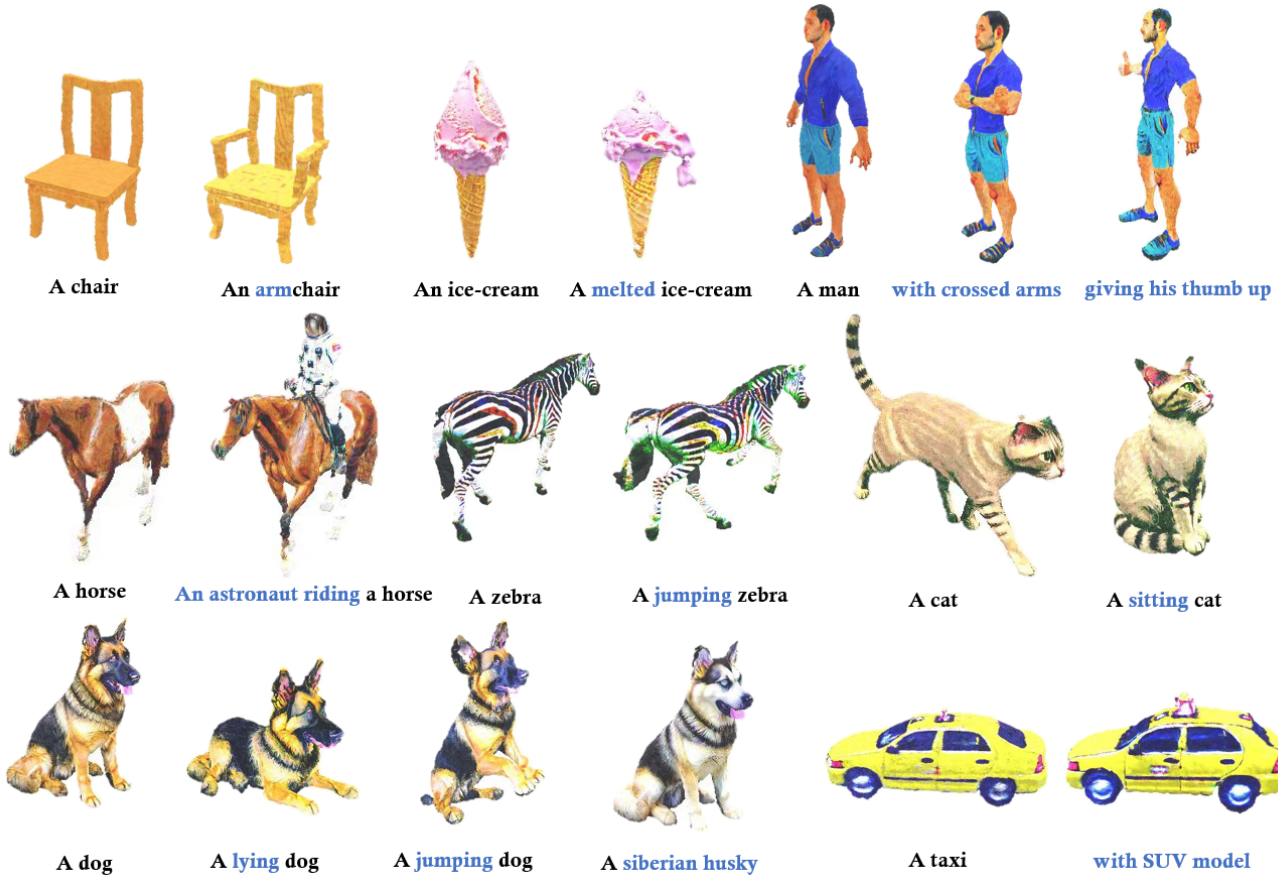 A chair
An armchair
An ice-cream
A melted ice-cream
A man
with crossed arms
giving his thumb up
A horse
An astronaut riding a horse
A zebra
A jumping zebra
A cat
A sitting cat
A dog
A lying dog
A jumping dog
A siberian husky
A taxi
with SUV model